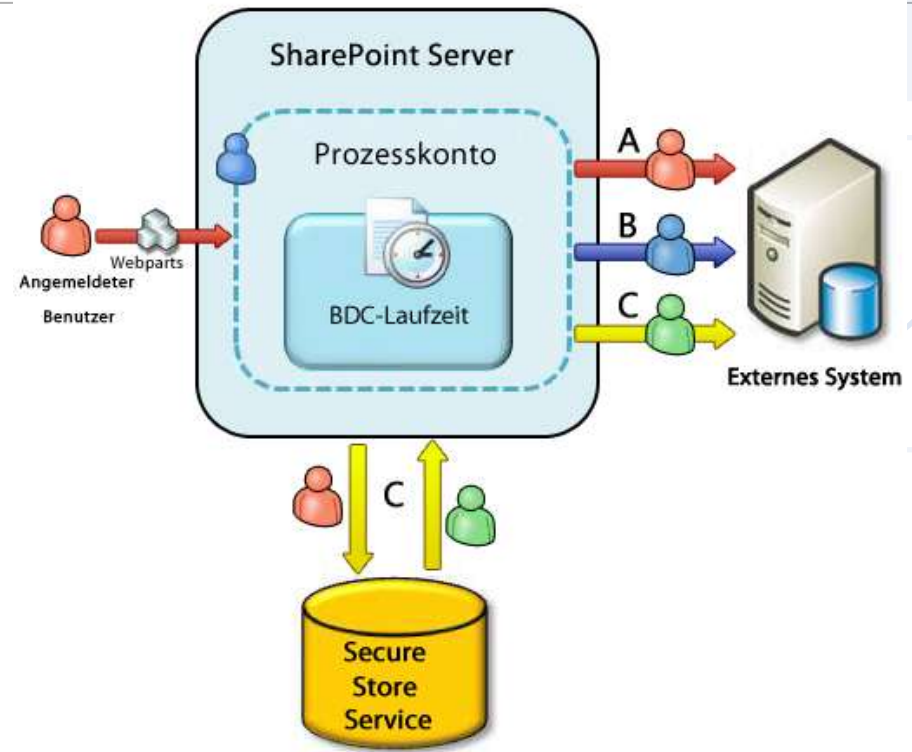 SharePoint Server
Prozesskonto
BDC-Laufzeit
Webparts
Angemeldeter
Benutzer
A
B
C
Externes System
C
Secure
Store
Service